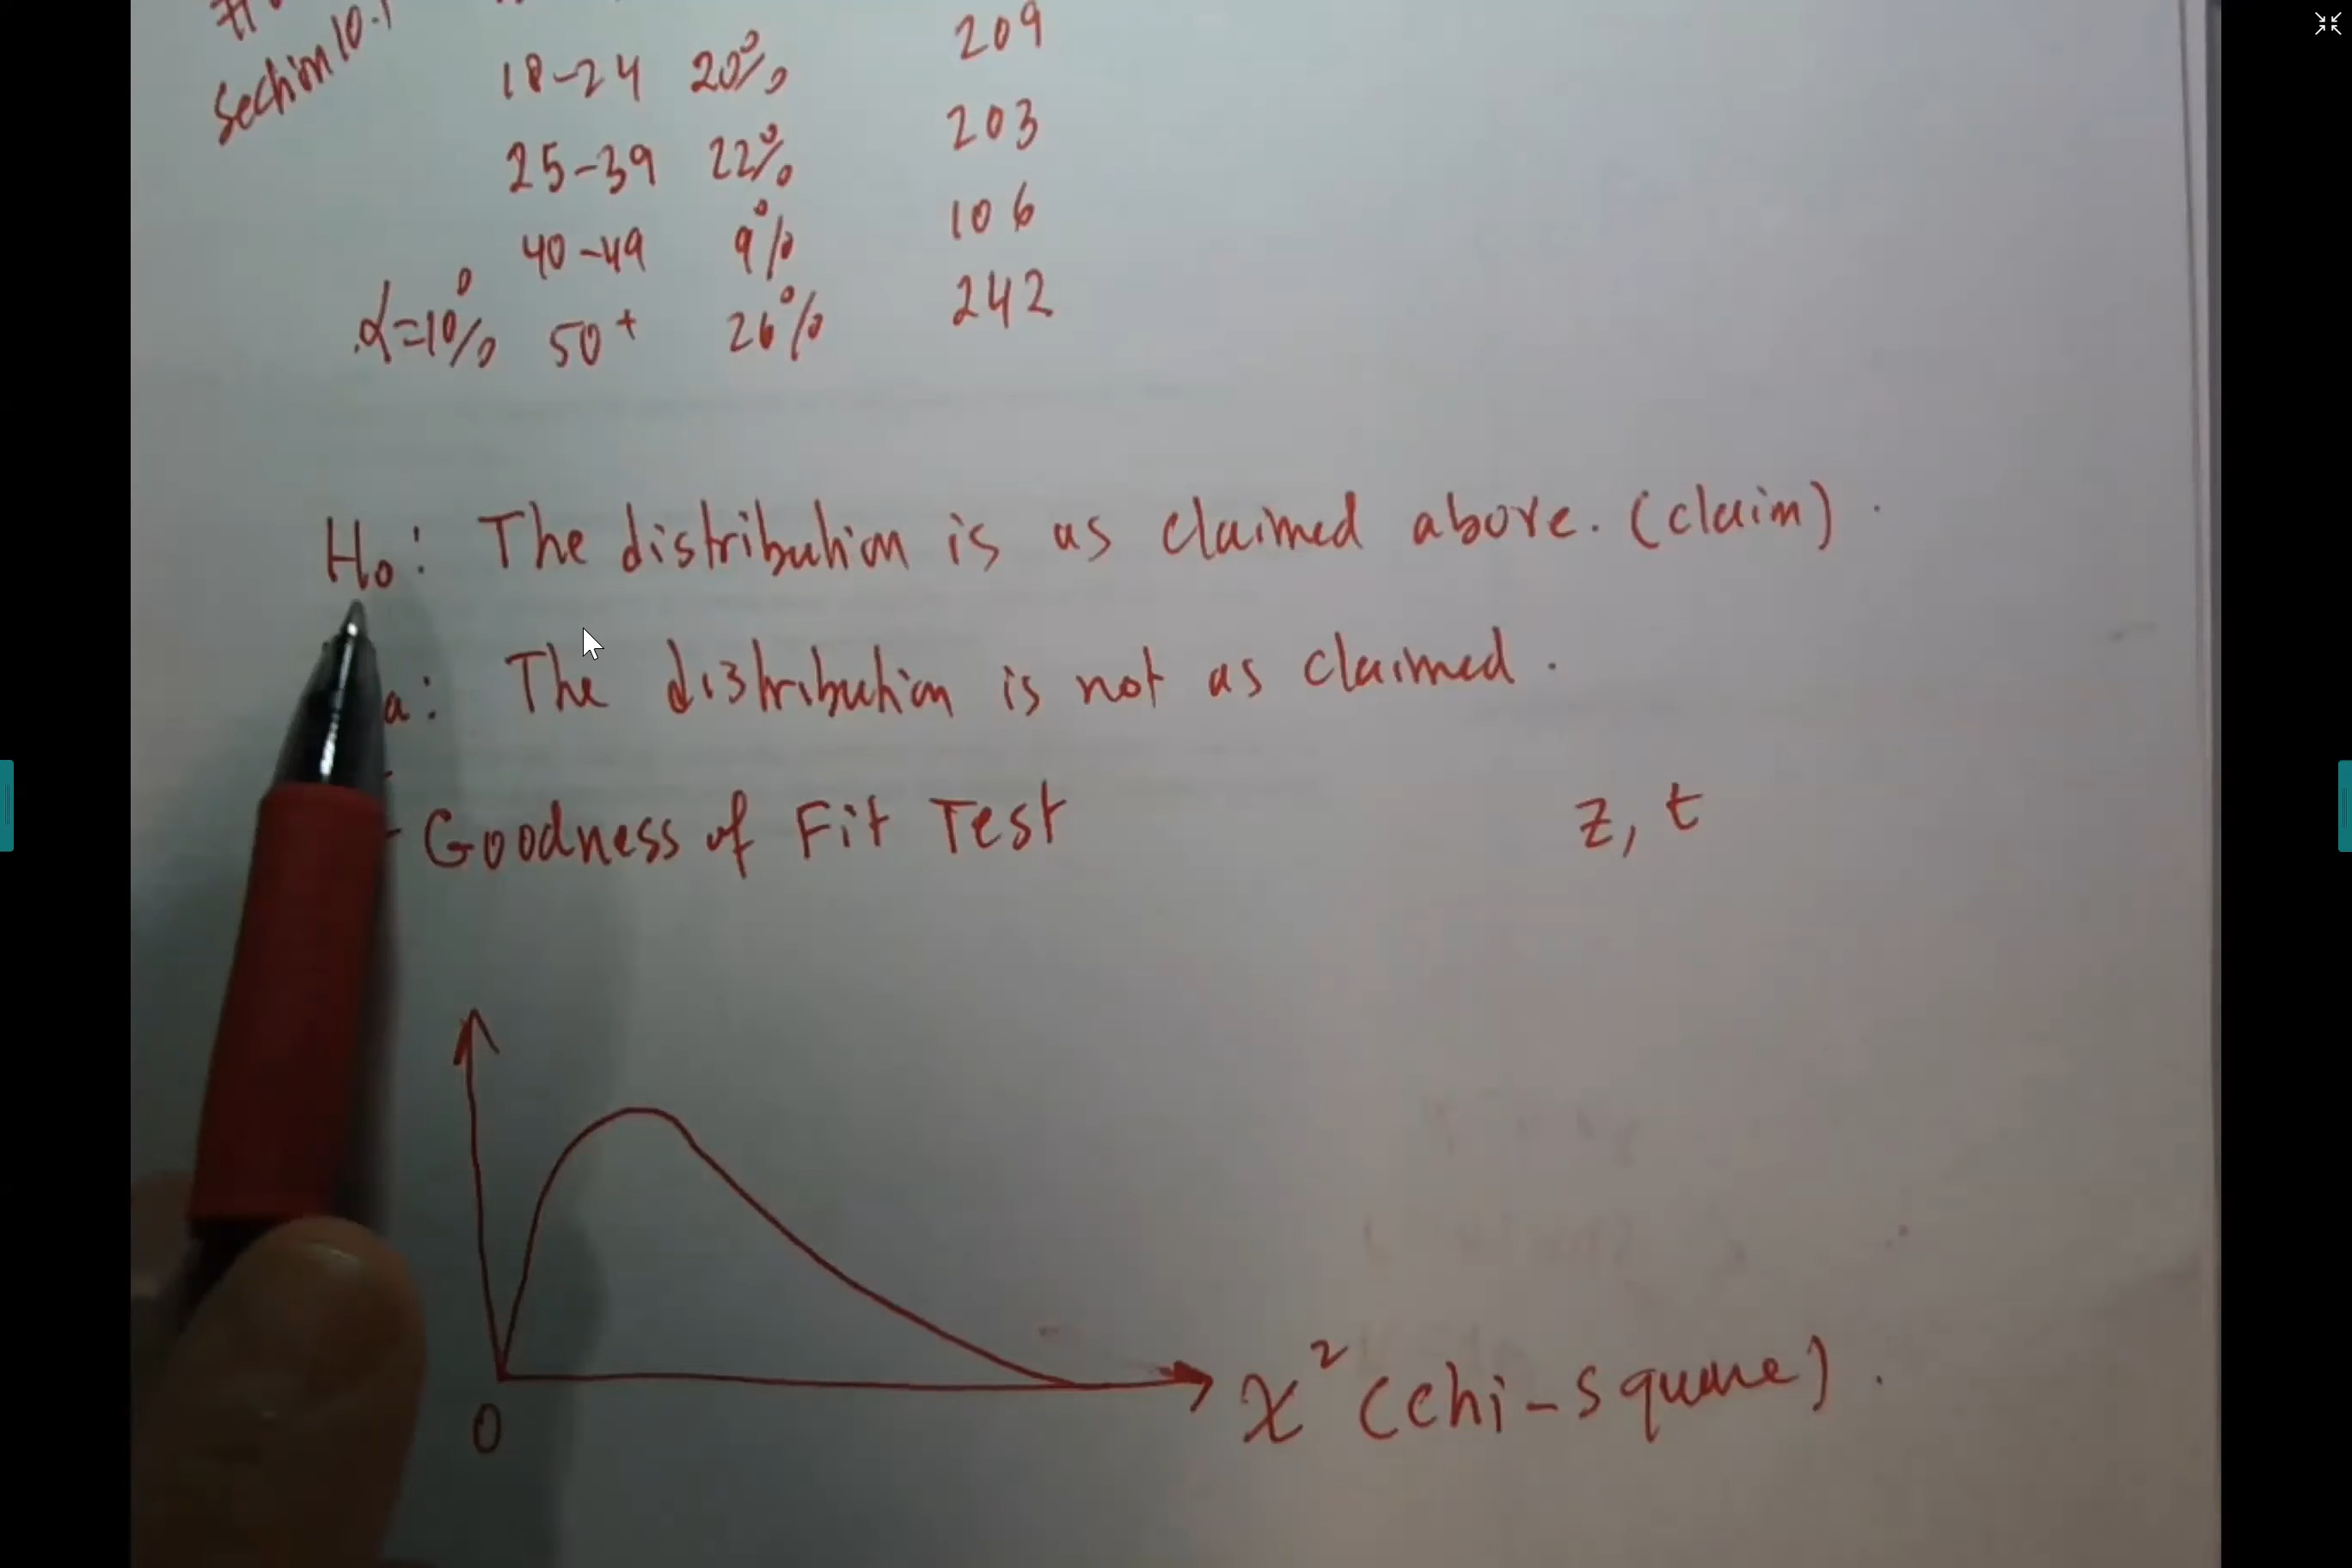 section 10.1
209
18-24 20%
203
25-39 22%
106
40-49 9%
242
α=10% 50+ 26%
Ho: The distribution is as claimed above. (claim).
a: The distribution is not as claimed.
Goodness of Fit Test
z, t
0
χ² (chi-square).